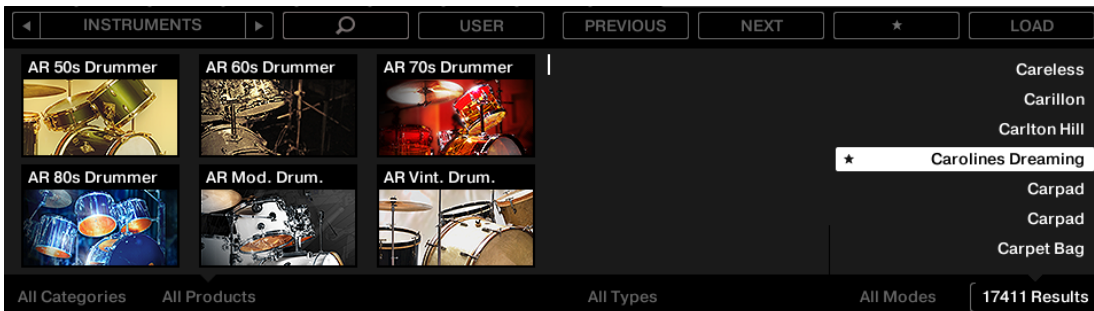 INSTRUMENTS USER PREVIOUS NEXT LOAD
AR 50s Drummer AR 60s Drummer AR 70s Drummer
AR 80s Drummer AR Mod. Drum. AR Vint. Drum.
Careless
Carillon
Carlton Hill
Carolines Dreaming
Carpad
Carpad
Carpet Bag
All Categories All Products All Types All Modes 17411 Results